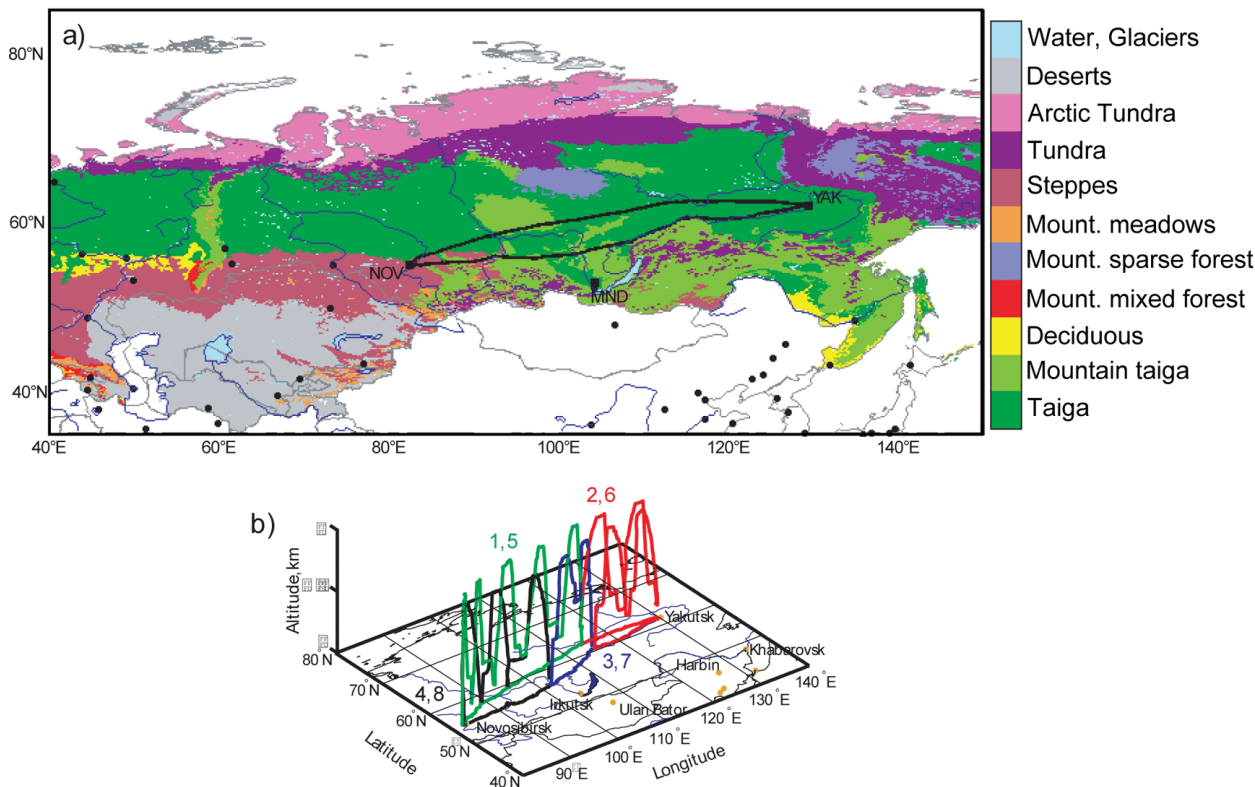 a)
80°N
60°N
40°N
40°E
60°E
80°E
100°E
120°E
140°E
NOV
YAK
MND
Water, Glaciers
Deserts
Arctic Tundra
Tundra
Steppes
Mount. meadows
Mount. sparse forest
Mount. mixed forest
Deciduous
Mountain taiga
Taiga
b)
2,6
1,5
3,7
4,8
Altitude,km
80 N
70°N
60°N
50°N
40°N
Latitude
90°E
100°E
110°E
120°E
130°E
140°E
Longitude
Yakutsk
Khabarovsk
Harbin
Irkutsk
Ulan Bator
Novosibirsk